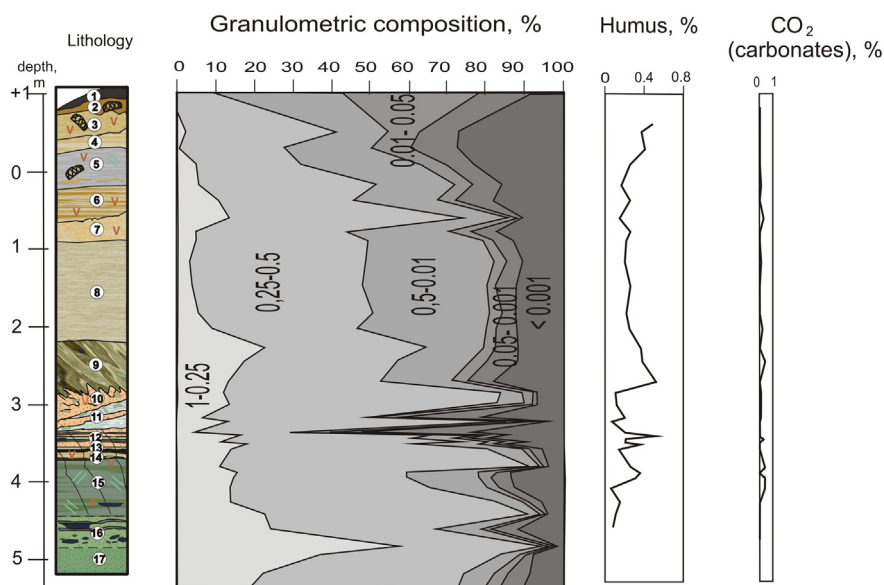 Granulometric composition, %
Humus, %
CO2
(carbonates), %
Lithology
depth,
m
0 10 20 30 40 50 60 70 80 90 100
0 0.4 0.8
0 1
+1
0
1
2
3
4
5
1
2
3
4
5
6
7
8
9
10
11
12
13
14
15
16
17
V
V
V
V
V
V
V
V
V
1-0.25
0,25-0.5
0,5-0.01
0.01- 0.05
0.05- 0.001
< 0.001